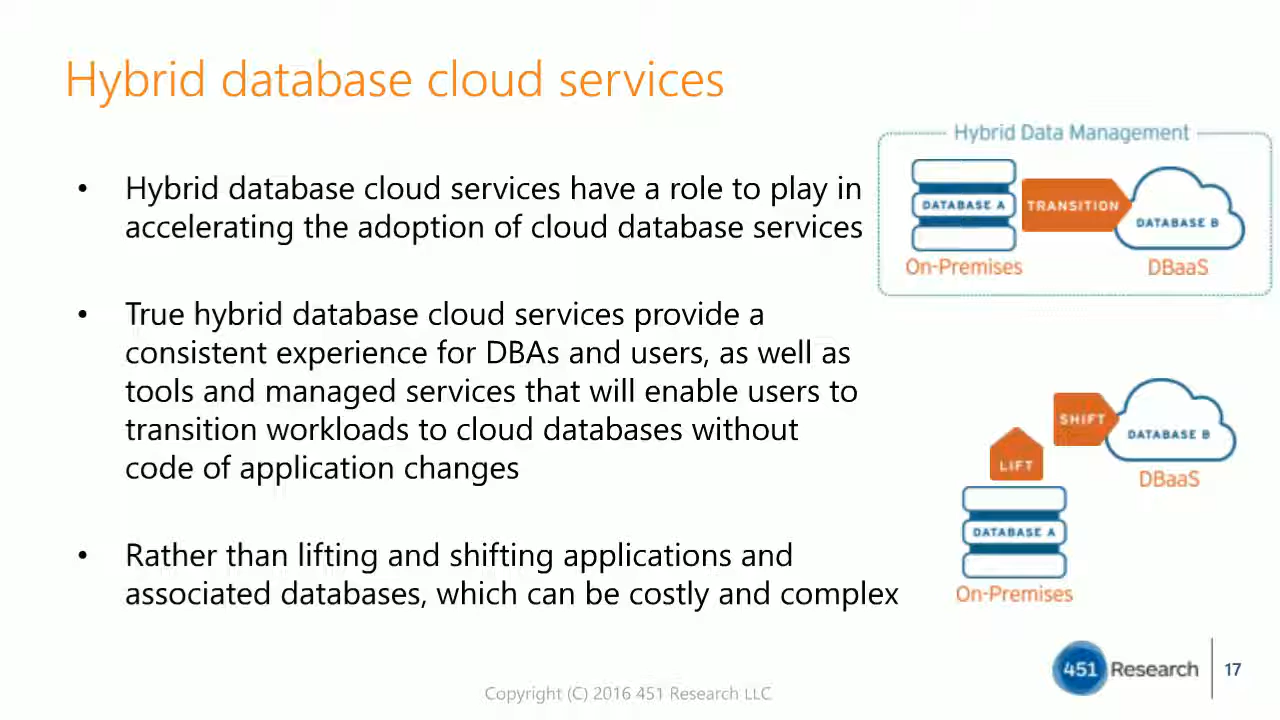 Hybrid database cloud services
• Hybrid database cloud services have a role to play in
accelerating the adoption of cloud database services
• True hybrid database cloud services provide a
consistent experience for DBAs and users, as well as
tools and managed services that will enable users to
transition workloads to cloud databases without
code of application changes
• Rather than lifting and shifting applications and
associated databases, which can be costly and complex
Hybrid Data Management
DATABASE A
TRANSITION
DATABASE B
On-Premises
DBaaS
SHIFT
DATABASE B
DBaaS
LIFT
DATABASE A
On-Premises
451 Research
17
Copyright (C) 2016 451 Research LLC